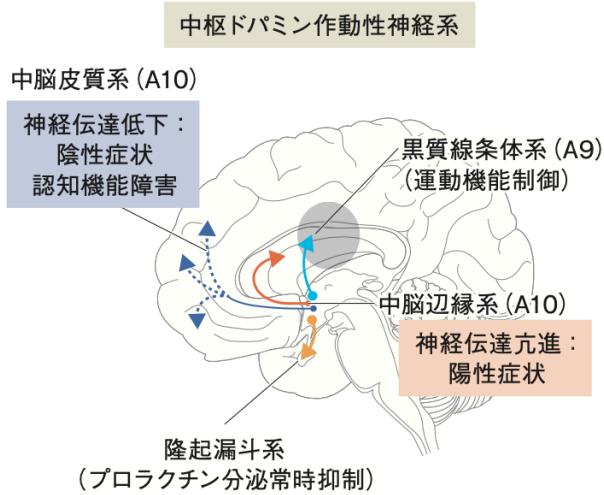 中枢ドパミン作動性神経系
中脳皮質系（A10）
神経伝達低下：
陰性症状
認知機能障害
黒質線条体系（A9）
（運動機能制御）
中脳辺縁系（A10）
神経伝達亢進：
陽性症状
隆起漏斗系
（プロラクチン分泌常時抑制）